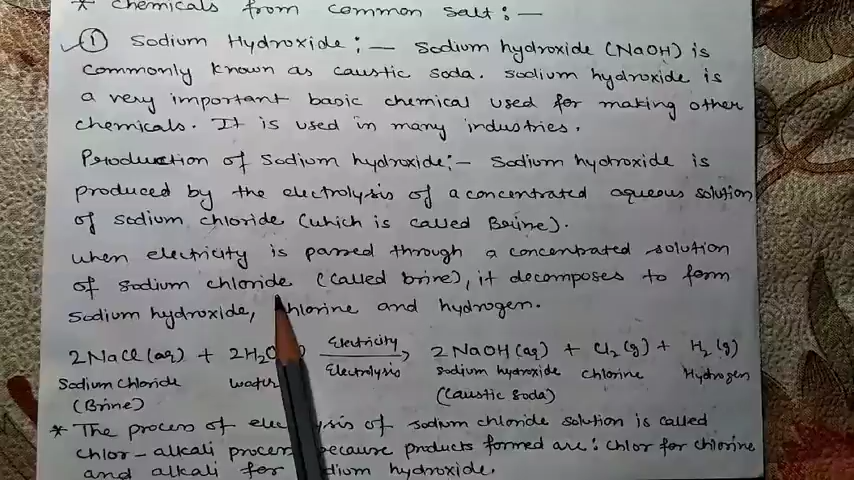 * Chemicals from common salt:—
① Sodium Hydroxide:— Sodium hydroxide (NaOH) is
commonly known as caustic soda. Sodium hydroxide is
a very important basic chemical used for making other
chemicals. It is used in many industries.
Production of Sodium hydroxide:— Sodium hydroxide is
produced by the electrolysis of a concentrated aqueous solution
of sodium chloride (which is called Brine).
when electricity is passed through a concentrated solution
of sodium chloride (called brine), it decomposes to form
sodium hydroxide, chlorine and hydrogen.
Electricity
2NaCl(aq) + 2H2O → 2NaOH(aq) + Cl2(g) + H2(g)
Electrolysis
Sodium chloride water sodium hydroxide chlorine Hydrogen
(Brine) (Caustic Soda)
* The process of of sodium chloride solution is called
chlor-alkali process because products formed are: chlor for chlorine
and alkali for hydroxide.